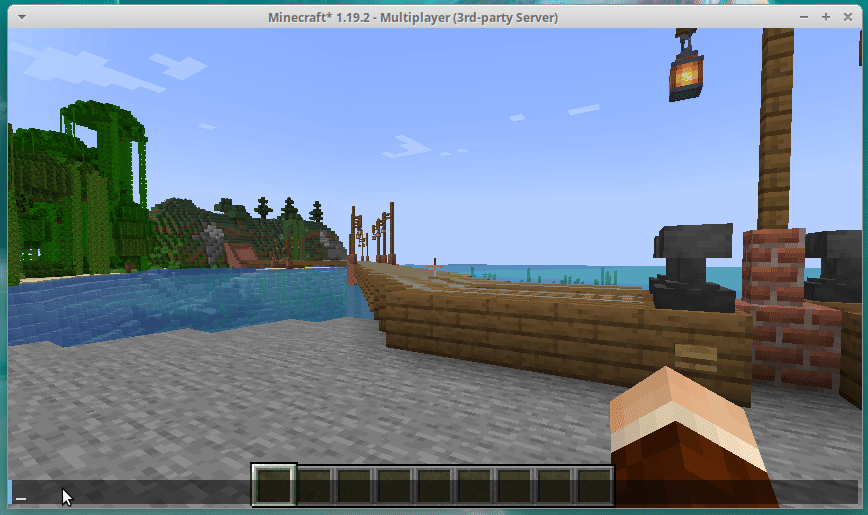 Minecraft* 1.19.2 - Multiplayer (3rd-party Server)
_